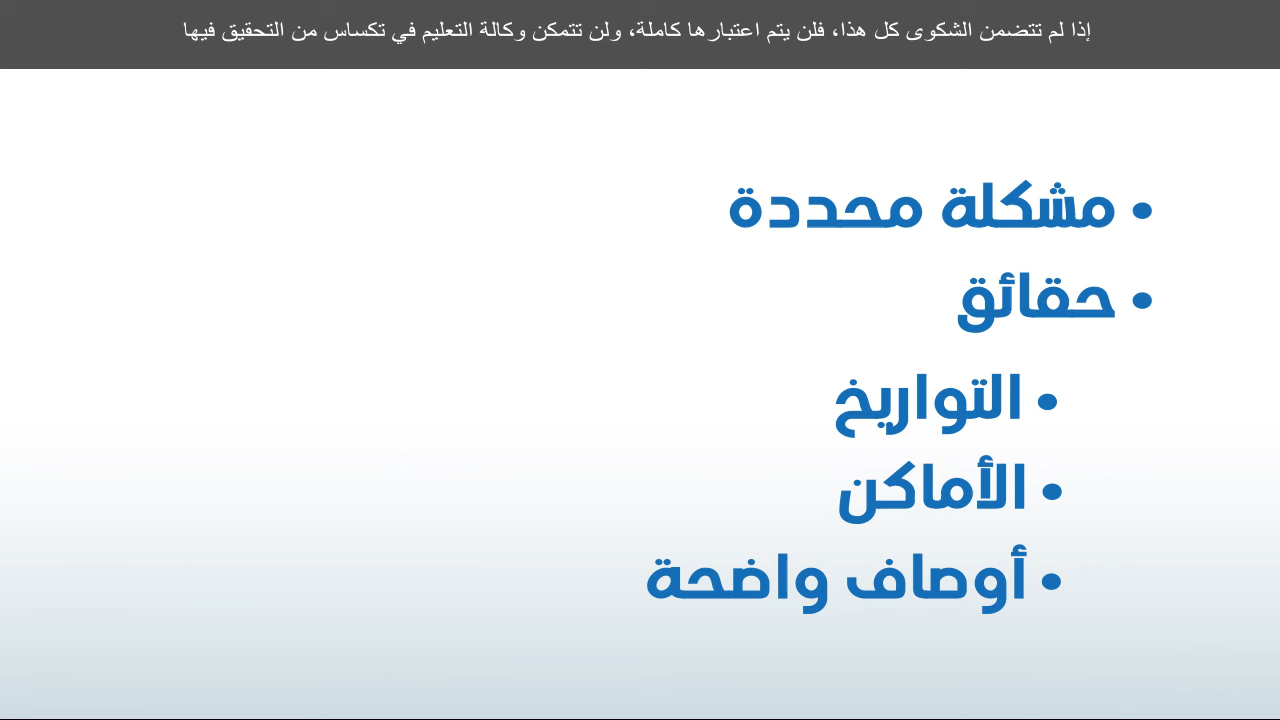 إذا لم تتضمن الشكوى كل هذا، فلن يتم اعتبارها كاملة، ولن تتمكن وكالة التعليم في تكساس من التحقيق فيها
• مشكلة محددة
• حقائق
• التواريخ
• الأماكن
• أوصاف واضحة